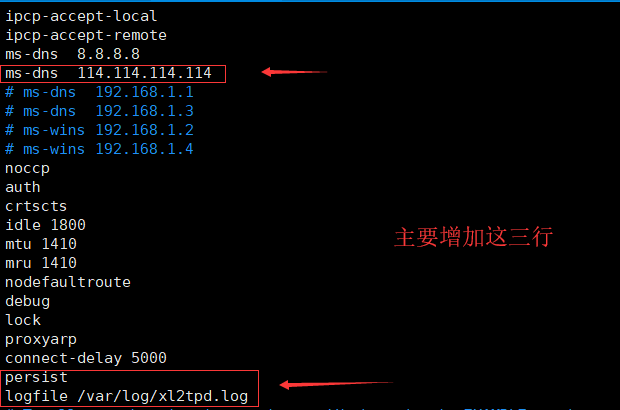 ipcp-accept-local
ipcp-accept-remote
ms-dns  8.8.8.8
ms-dns  114.114.114.114
# ms-dns  192.168.1.1
# ms-dns  192.168.1.3
# ms-wins 192.168.1.2
# ms-wins 192.168.1.4
noccp
auth
crtscts
idle 1800
mtu 1410
mru 1410
nodefaultroute
debug
lock
proxyarp
connect-delay 5000
persist
logfile /var/log/xl2tpd.log
主要增加这三行